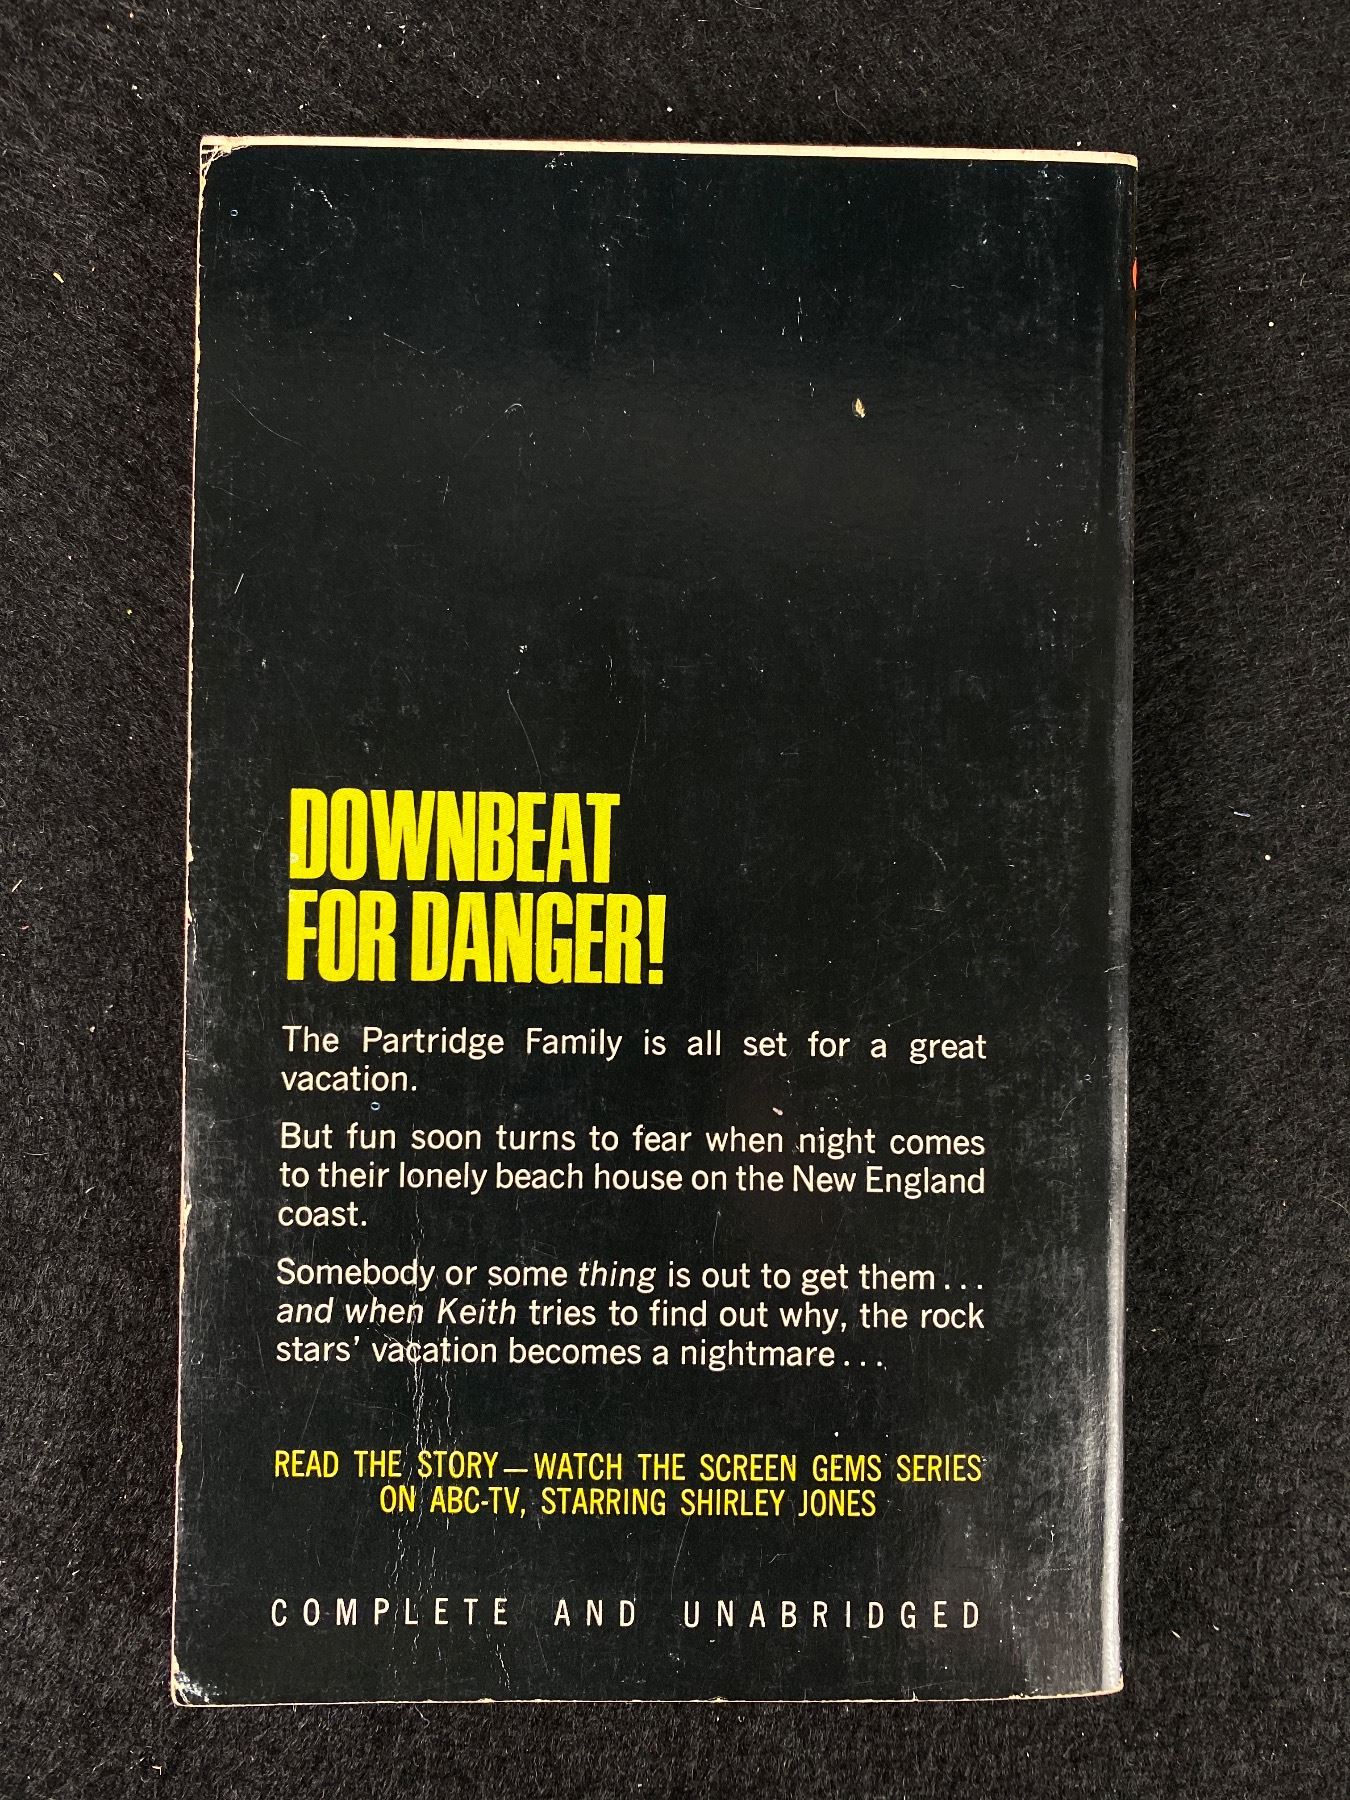 DOWNBEAT
FOR DANGER!
The Partridge Family is all set for a great
vacation.
But fun soon turns to fear when night comes
to their lonely beach house on the New England
coast.
Somebody or some thing is out to get them...
and when Keith tries to find out why, the rock
stars' vacation becomes a nightmare...
READ THE STORY—WATCH THE SCREEN GEMS SERIES
ON ABC-TV, STARRING SHIRLEY JONES
COMPLETE AND UNABRIDGED